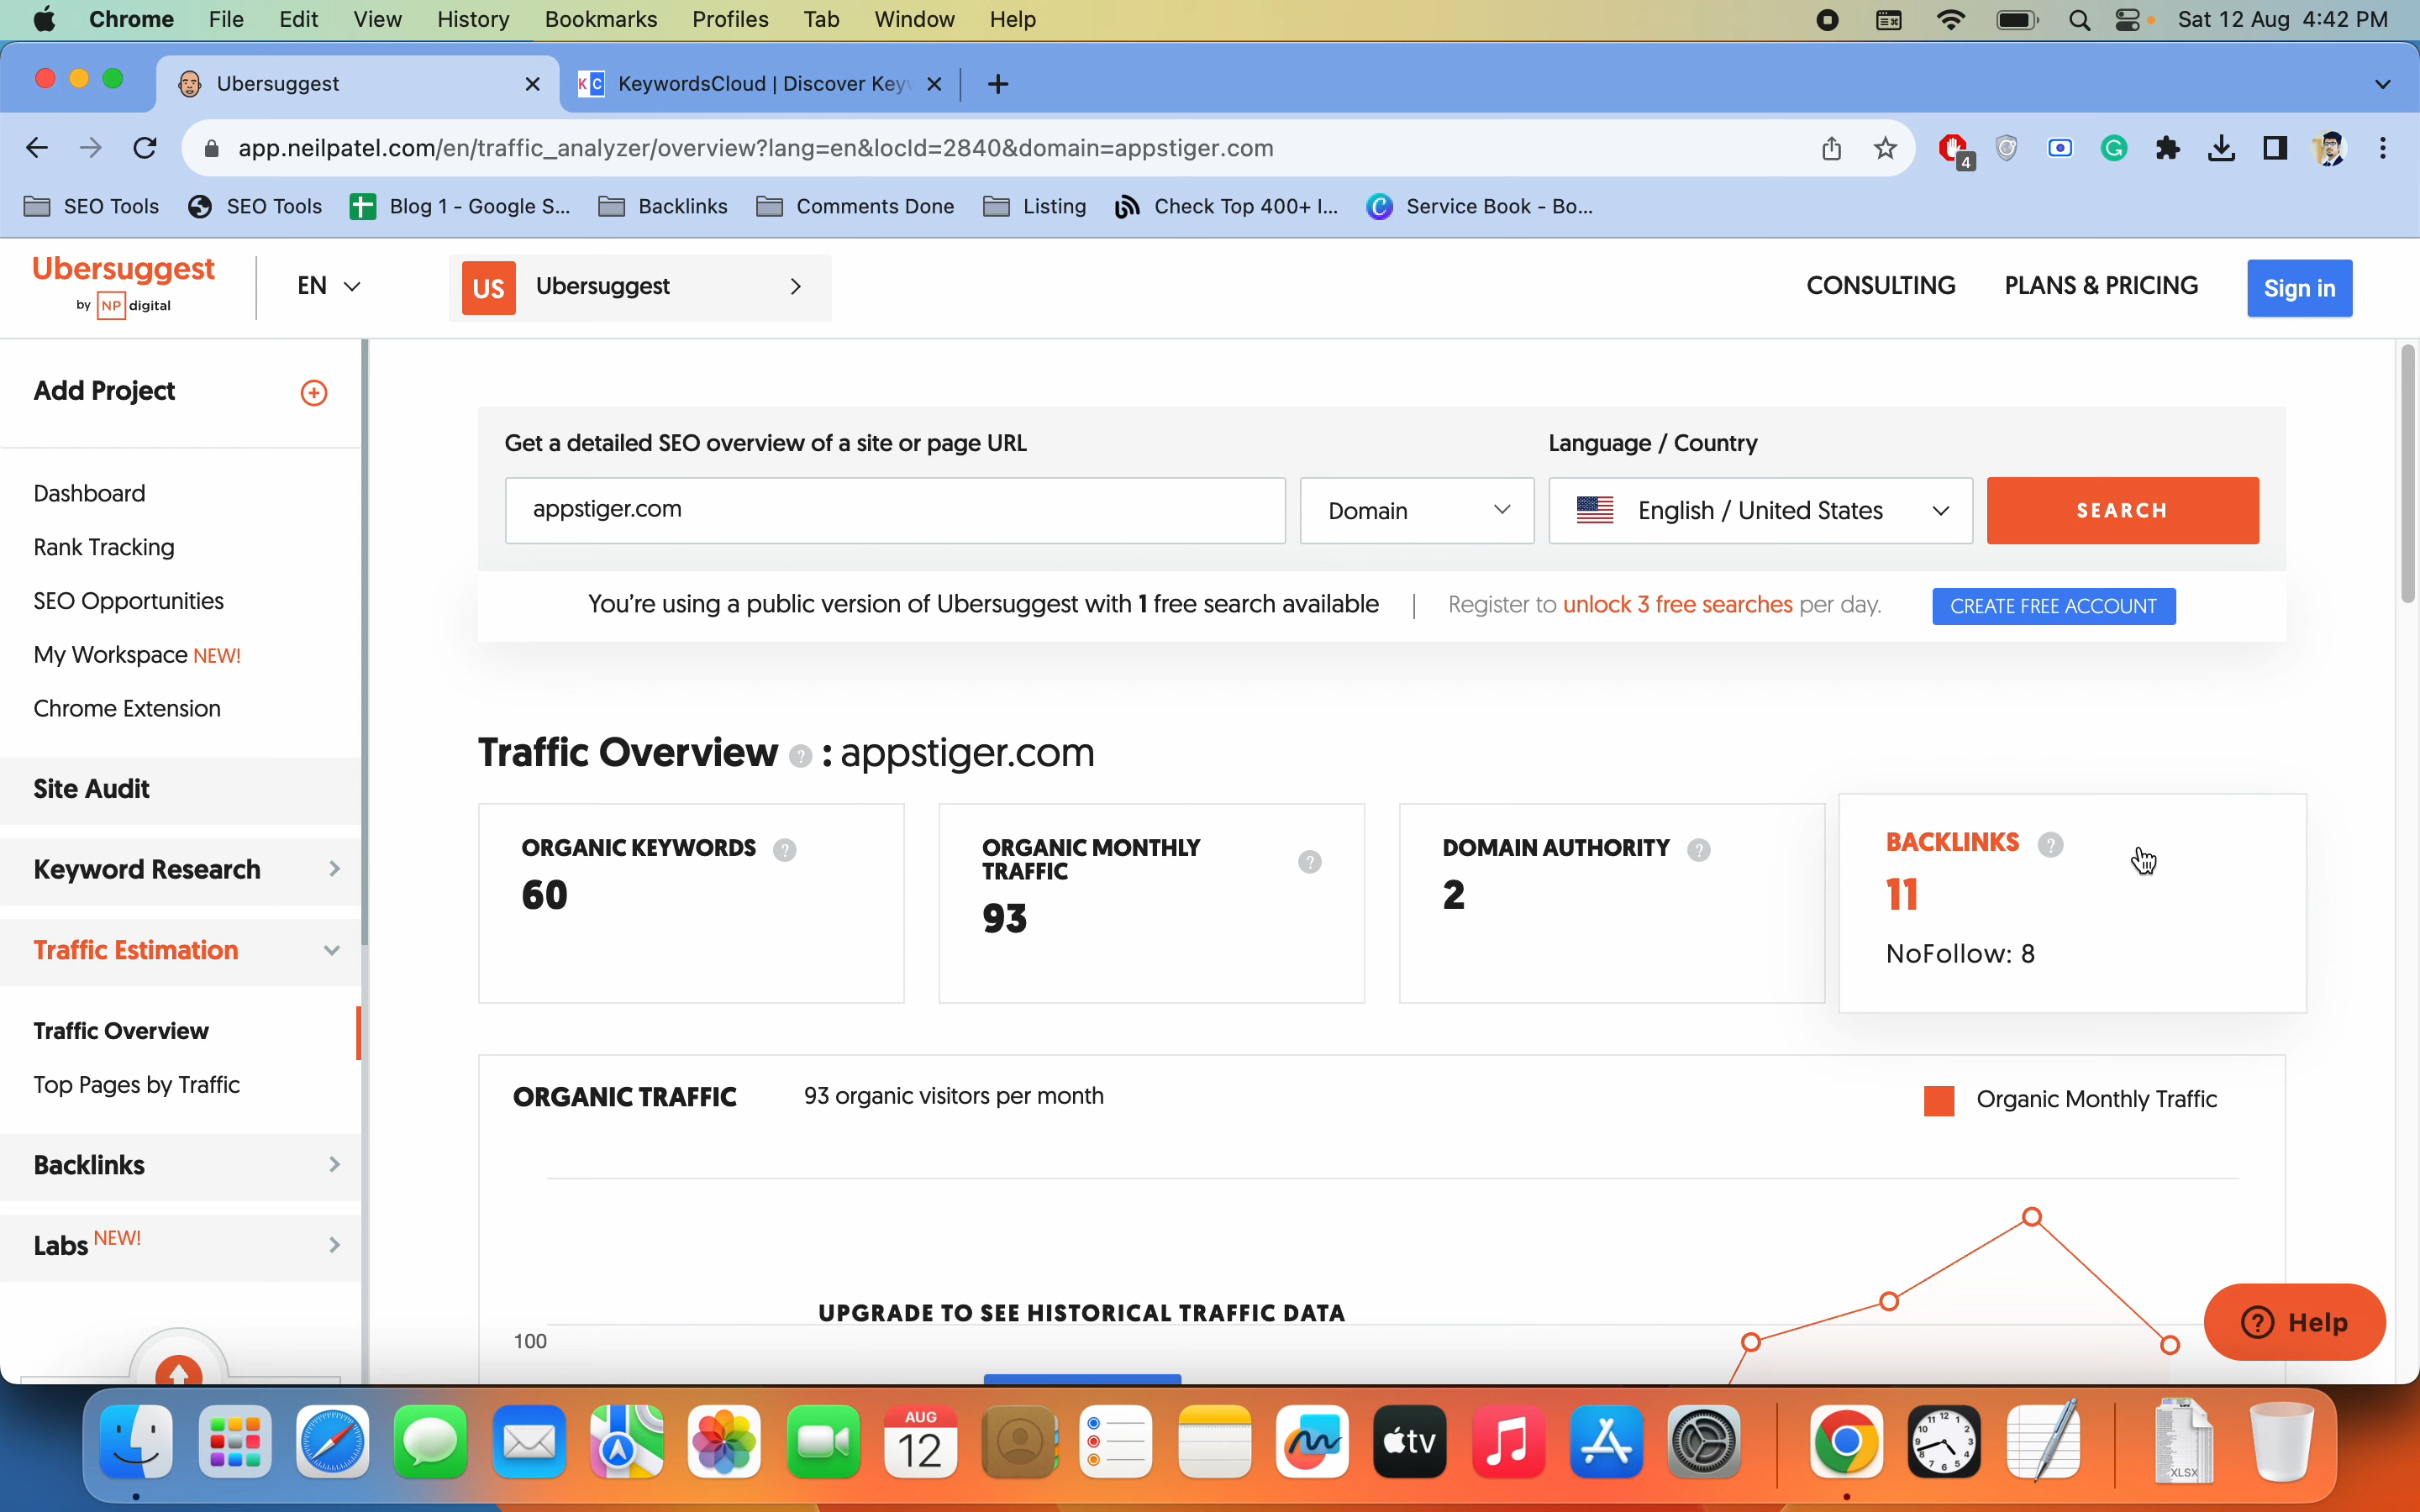 Chrome File Edit View History Bookmarks Profiles Tab Window Help Sat 12 Aug 4:42 PM
Ubersuggest KC KeywordsCloud | Discover Key
app.neilpatel.com/en/traffic_analyzer/overview?lang=en&locId=2840&domain=appstiger.com 4
SEO Tools SEO Tools Blog 1 - Google S... Backlinks Comments Done Listing Check Top 400+ I... Service Book - Bo...
Ubersuggest
by NP digital
EN
US Ubersuggest
CONSULTING PLANS & PRICING Sign in
Add Project
Dashboard
Rank Tracking
SEO Opportunities
My Workspace NEW!
Chrome Extension
Site Audit
Keyword Research
Traffic Estimation
Traffic Overview
Top Pages by Traffic
Backlinks
Labs NEW!
Get a detailed SEO overview of a site or page URL Language / Country
appstiger.com Domain English / United States SEARCH
You're using a public version of Ubersuggest with 1 free search available | Register to unlock 3 free searches per day. CREATE FREE ACCOUNT
Traffic Overview ? : appstiger.com
ORGANIC KEYWORDS ?
60
ORGANIC MONTHLY
TRAFFIC ?
93
DOMAIN AUTHORITY ?
2
BACKLINKS ?
11
NoFollow: 8
ORGANIC TRAFFIC 93 organic visitors per month Organic Monthly Traffic
UPGRADE TO SEE HISTORICAL TRAFFIC DATA
100
? Help
AUG
12
tv
XLSX